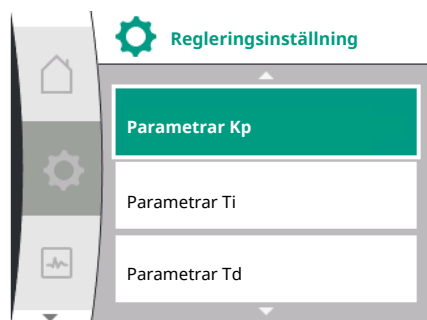 Regleringsinställning
Parametrar Kp
Parametrar Ti
Parametrar Td